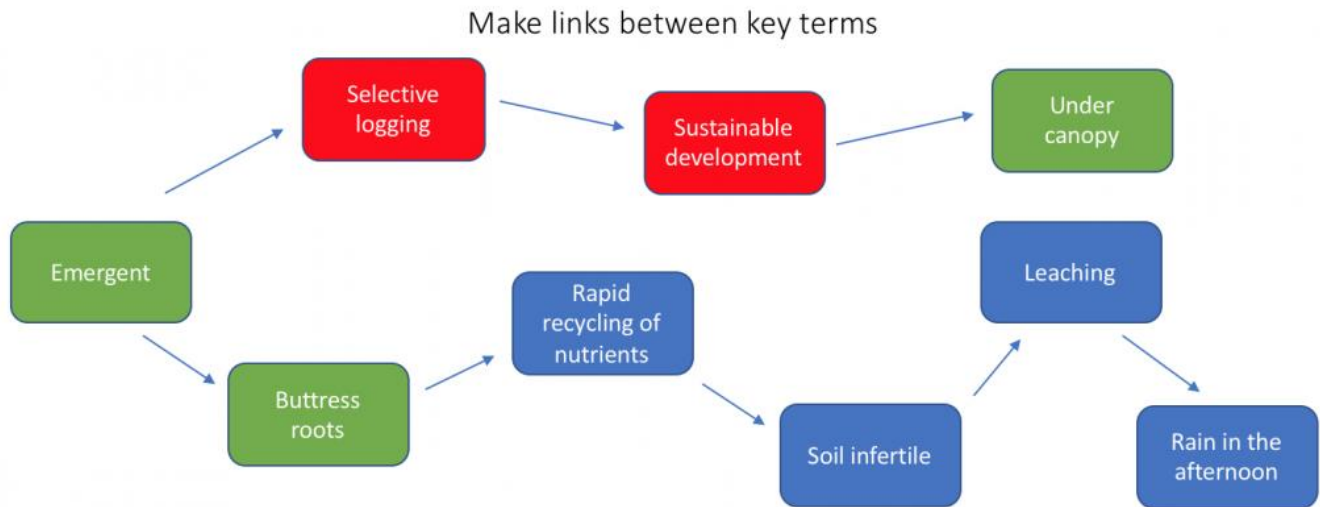 Make links between key terms
Selective
logging
Sustainable
development
Under
canopy
Emergent
Rapid
recycling of
nutrients
Leaching
Buttress
roots
Soil infertile
Rain in the
afternoon